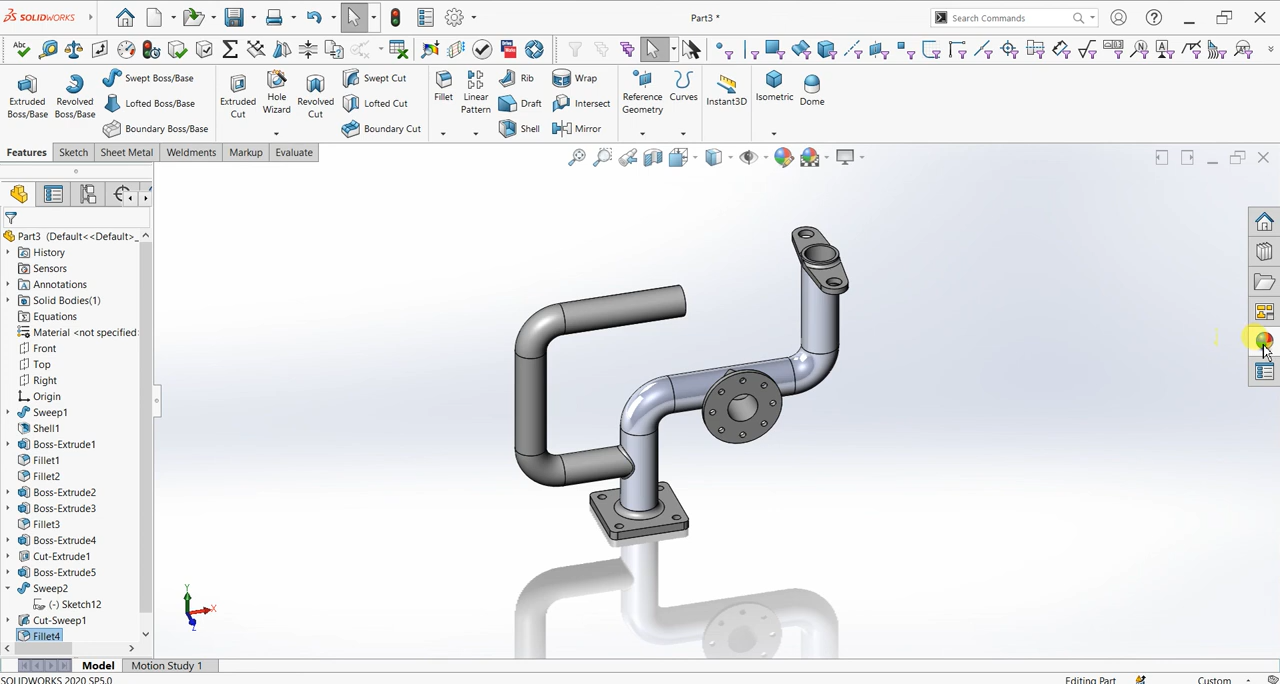 SOLIDWORKS
Part3 *
Search Commands
Extruded Boss/Base
Revolved Boss/Base
Swept Boss/Base
Lofted Boss/Base
Boundary Boss/Base
Extruded Cut
Hole Wizard
Revolved Cut
Swept Cut
Lofted Cut
Boundary Cut
Fillet
Linear Pattern
Rib
Draft
Shell
Wrap
Intersect
Mirror
Reference Geometry
Curves
Instant3D
Isometric
Dome
Features
Sketch
Sheet Metal
Weldments
Markup
Evaluate
Part3 (Default<<Default>_
History
Sensors
Annotations
Solid Bodies(1)
Equations
Material <not specified>
Front
Top
Right
Origin
Sweep1
Shell1
Boss-Extrude1
Fillet1
Fillet2
Boss-Extrude2
Boss-Extrude3
Fillet3
Boss-Extrude4
Cut-Extrude1
Boss-Extrude5
Sweep2
(-) Sketch12
Cut-Sweep1
Fillet4
Y
X
Z
Model
Motion Study 1
SOLIDWORKS 2020 SP5.0
Editing Part
Custom